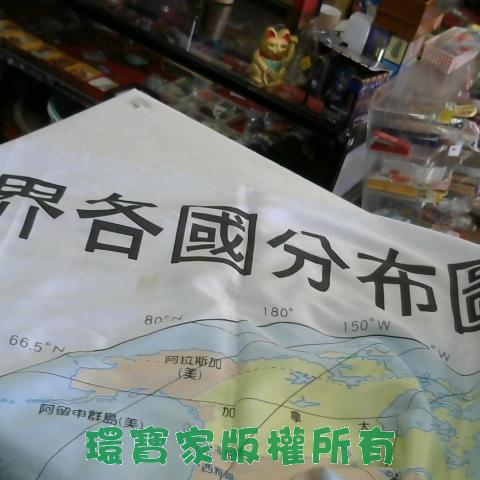 界各國分布圖
80°N
180°
150°W
66.5°N
阿拉斯加
(美)
阿留申群島(美)
加拿大
環寶家版權所有